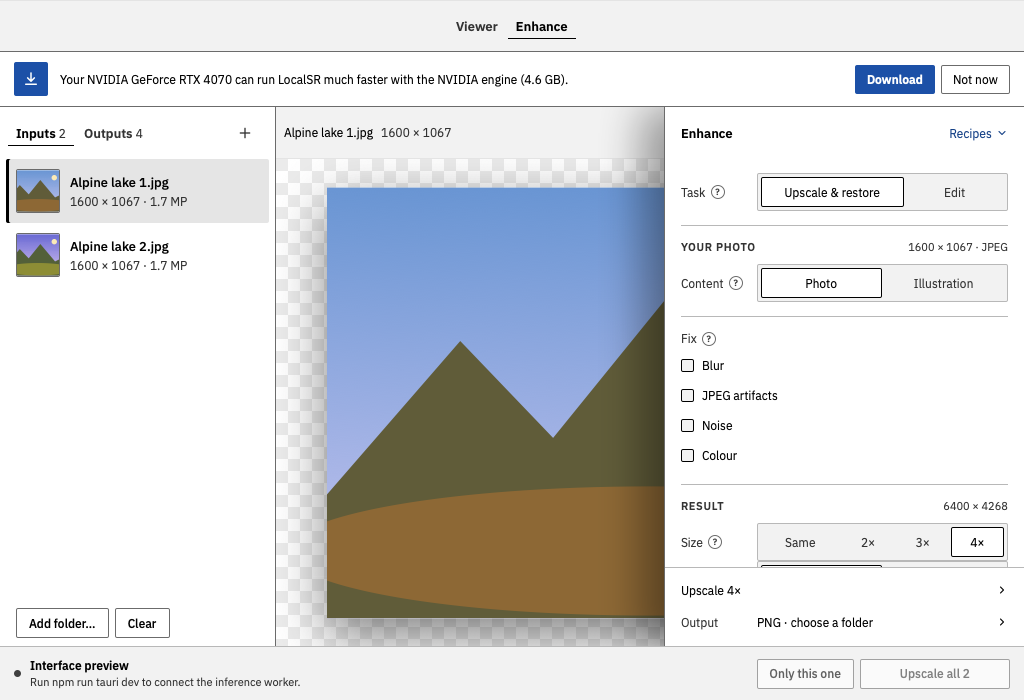 Viewer Enhance
Your NVIDIA GeForce RTX 4070 can run LocalSR much faster with the NVIDIA engine (4.6 GB).
Download
Not now
Inputs 2 Outputs 4 +
Alpine lake 1.jpg
1600 × 1067 · 1.7 MP
Alpine lake 2.jpg
1600 × 1067 · 1.7 MP
Add folder...
Clear
Alpine lake 1.jpg 1600 × 1067
Enhance
Recipes
Task ?
Upscale & restore
Edit
YOUR PHOTO
1600 × 1067 · JPEG
Content ?
Photo
Illustration
Fix ?
Blur
JPEG artifacts
Noise
Colour
RESULT
6400 × 4268
Size ?
Same 2× 3× 4×
Upscale 4×
Output PNG · choose a folder
Interface preview
Run npm run tauri dev to connect the inference worker.
Only this one
Upscale all 2